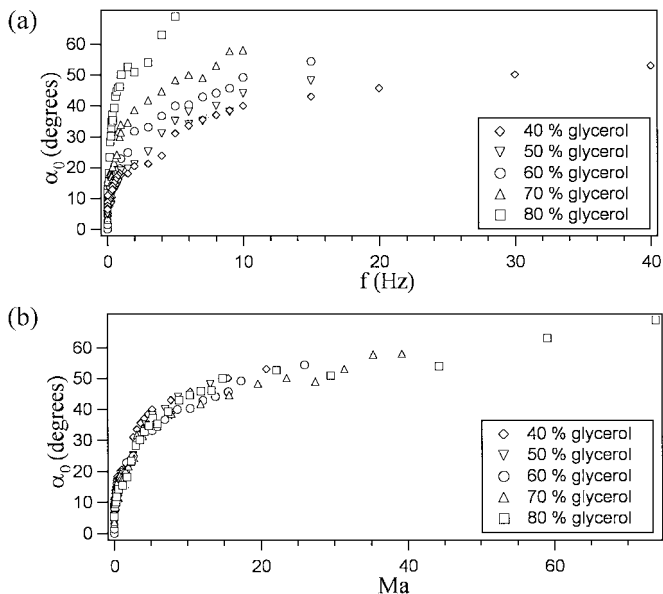 (a)
α₀ (degrees)
60
50
40
30
20
10
0
40 % glycerol
50 % glycerol
60 % glycerol
70 % glycerol
80 % glycerol
0 10 20 30 40
f (Hz)
(b)
α₀ (degrees)
60
50
40
30
20
10
0
40 % glycerol
50 % glycerol
60 % glycerol
70 % glycerol
80 % glycerol
0 20 40 60
Ma